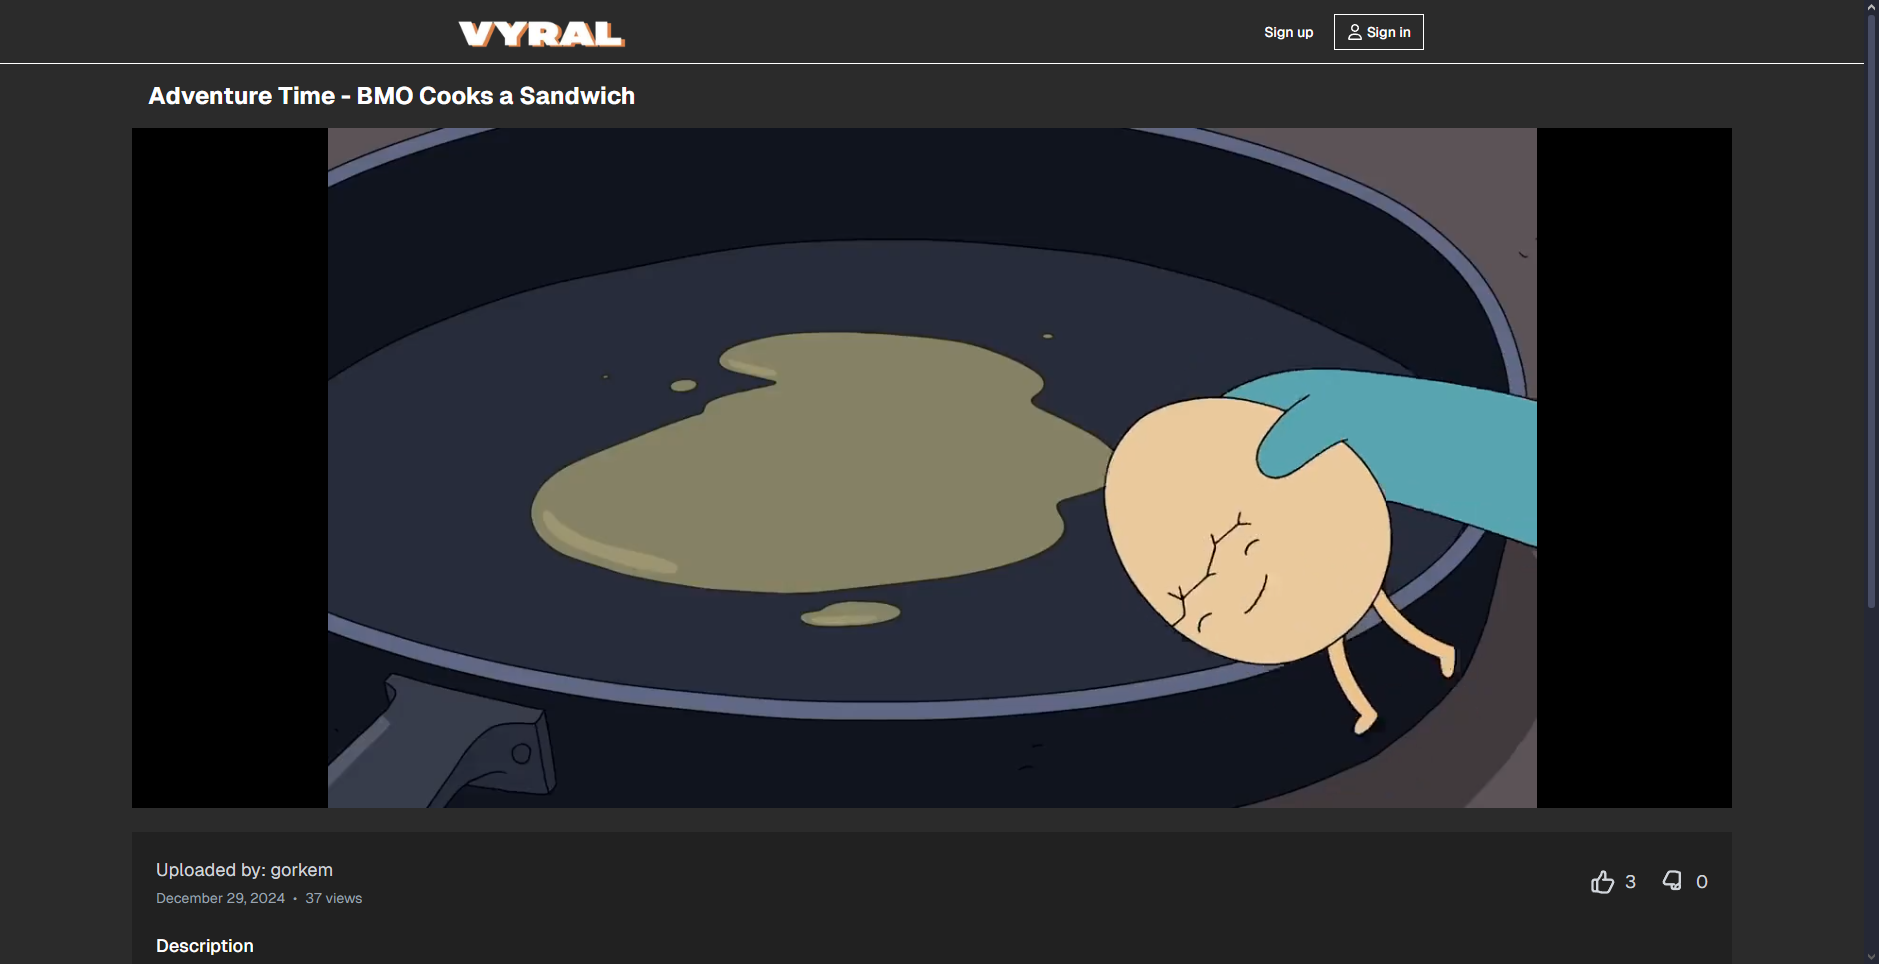 VYRAL
Sign up
Sign in
Adventure Time - BMO Cooks a Sandwich
Uploaded by: gorkem
December 29, 2024 • 37 views
3
0
Description